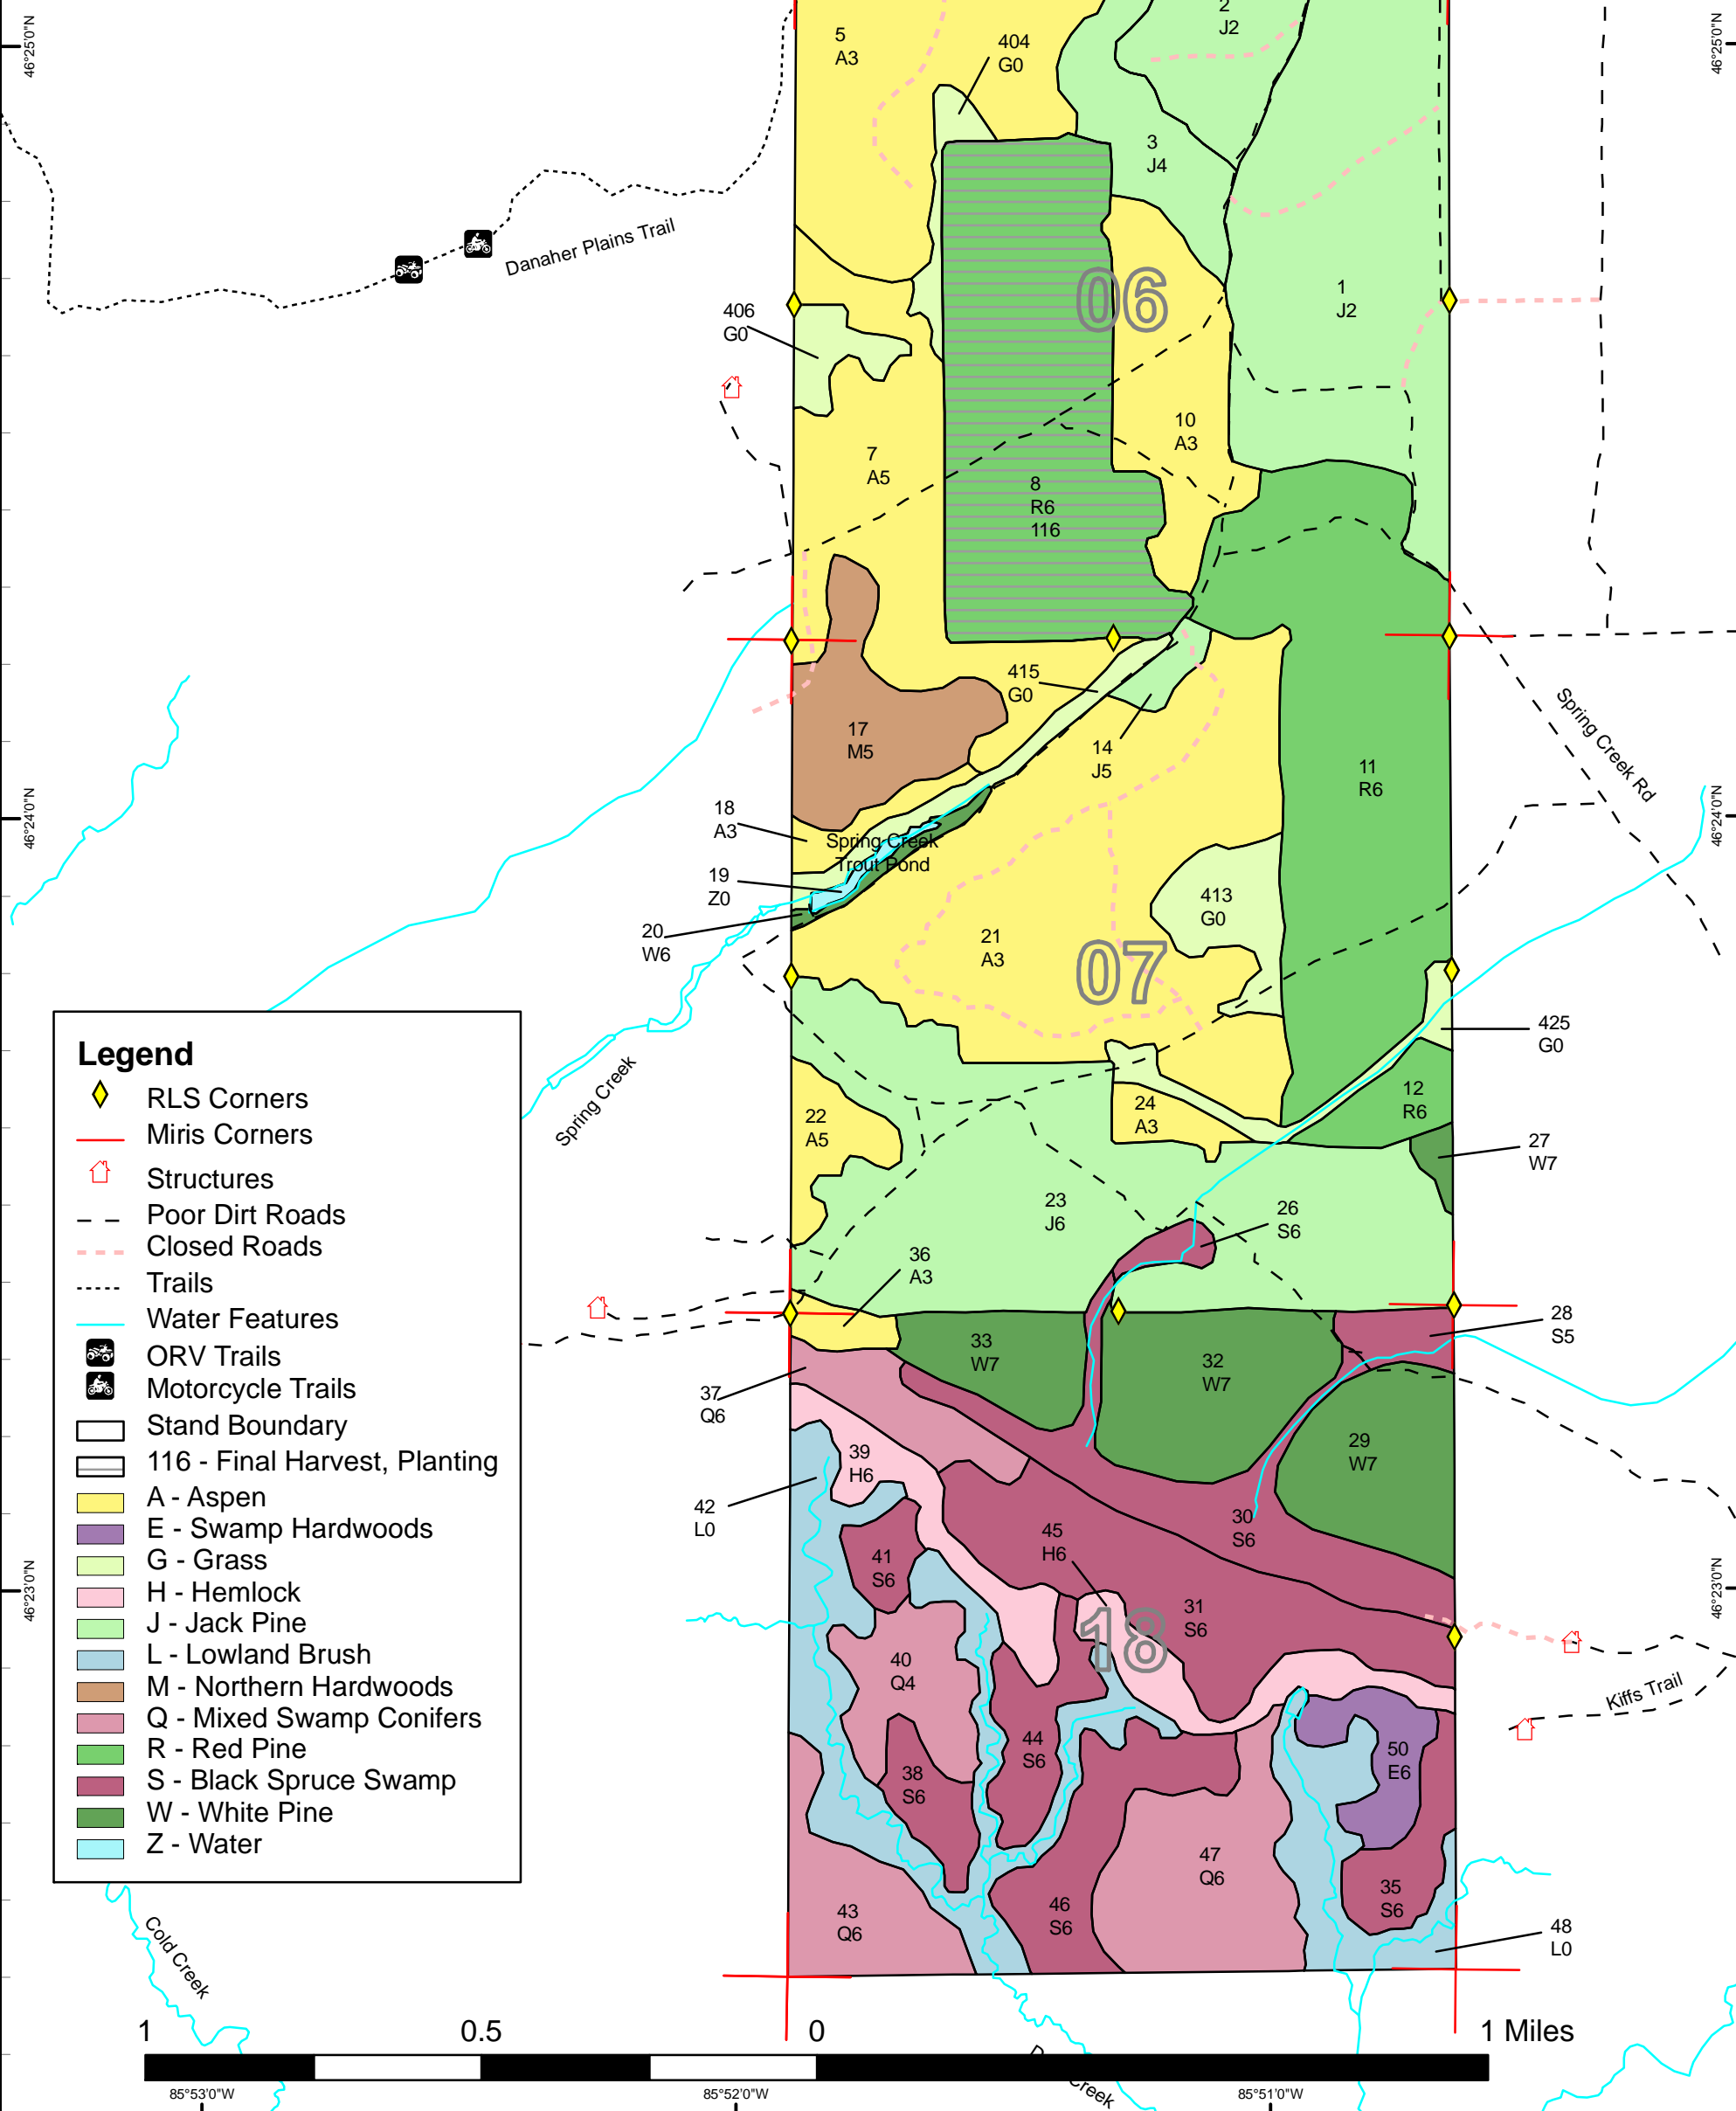 46°25'0"N
46°25'0"N
5
A3
404
G0
2
J2
3
J4
Danaher Plains Trail
06
1
J2
406
G0
10
A3
7
A5
8
R6
116
415
G0
14
J5
17
M5
11
R6
Spring Creek Rd
46°24'0"N
46°24'0"N
18
A3
Spring Creek
Trout Pond
19
Z0
413
G0
20
W6
21
A3
07
425
G0
Spring Creek
12
R6
24
A3
22
A5
27
W7
23
J6
26
S6
36
A3
28
S5
33
W7
32
W7
37
Q6
29
W7
39
H6
42
L0
30
S6
45
H6
41
S6
46°23'0"N
46°23'0"N
31
S6
18
40
Q4
Kiffs Trail
44
S6
50
E6
38
S6
47
Q6
35
S6
43
Q6
46
S6
48
L0
Legend
RLS Corners
Miris Corners
Structures
Poor Dirt Roads
Closed Roads
Trails
Water Features
ORV Trails
Motorcycle Trails
Stand Boundary
116 - Final Harvest, Planting
A - Aspen
E - Swamp Hardwoods
G - Grass
H - Hemlock
J - Jack Pine
L - Lowland Brush
M - Northern Hardwoods
Q - Mixed Swamp Conifers
R - Red Pine
S - Black Spruce Swamp
W - White Pine
Z - Water
Cold Creek
1 0.5 0 1 Miles
Creek
85°53'0"W 85°52'0"W 85°51'0"W